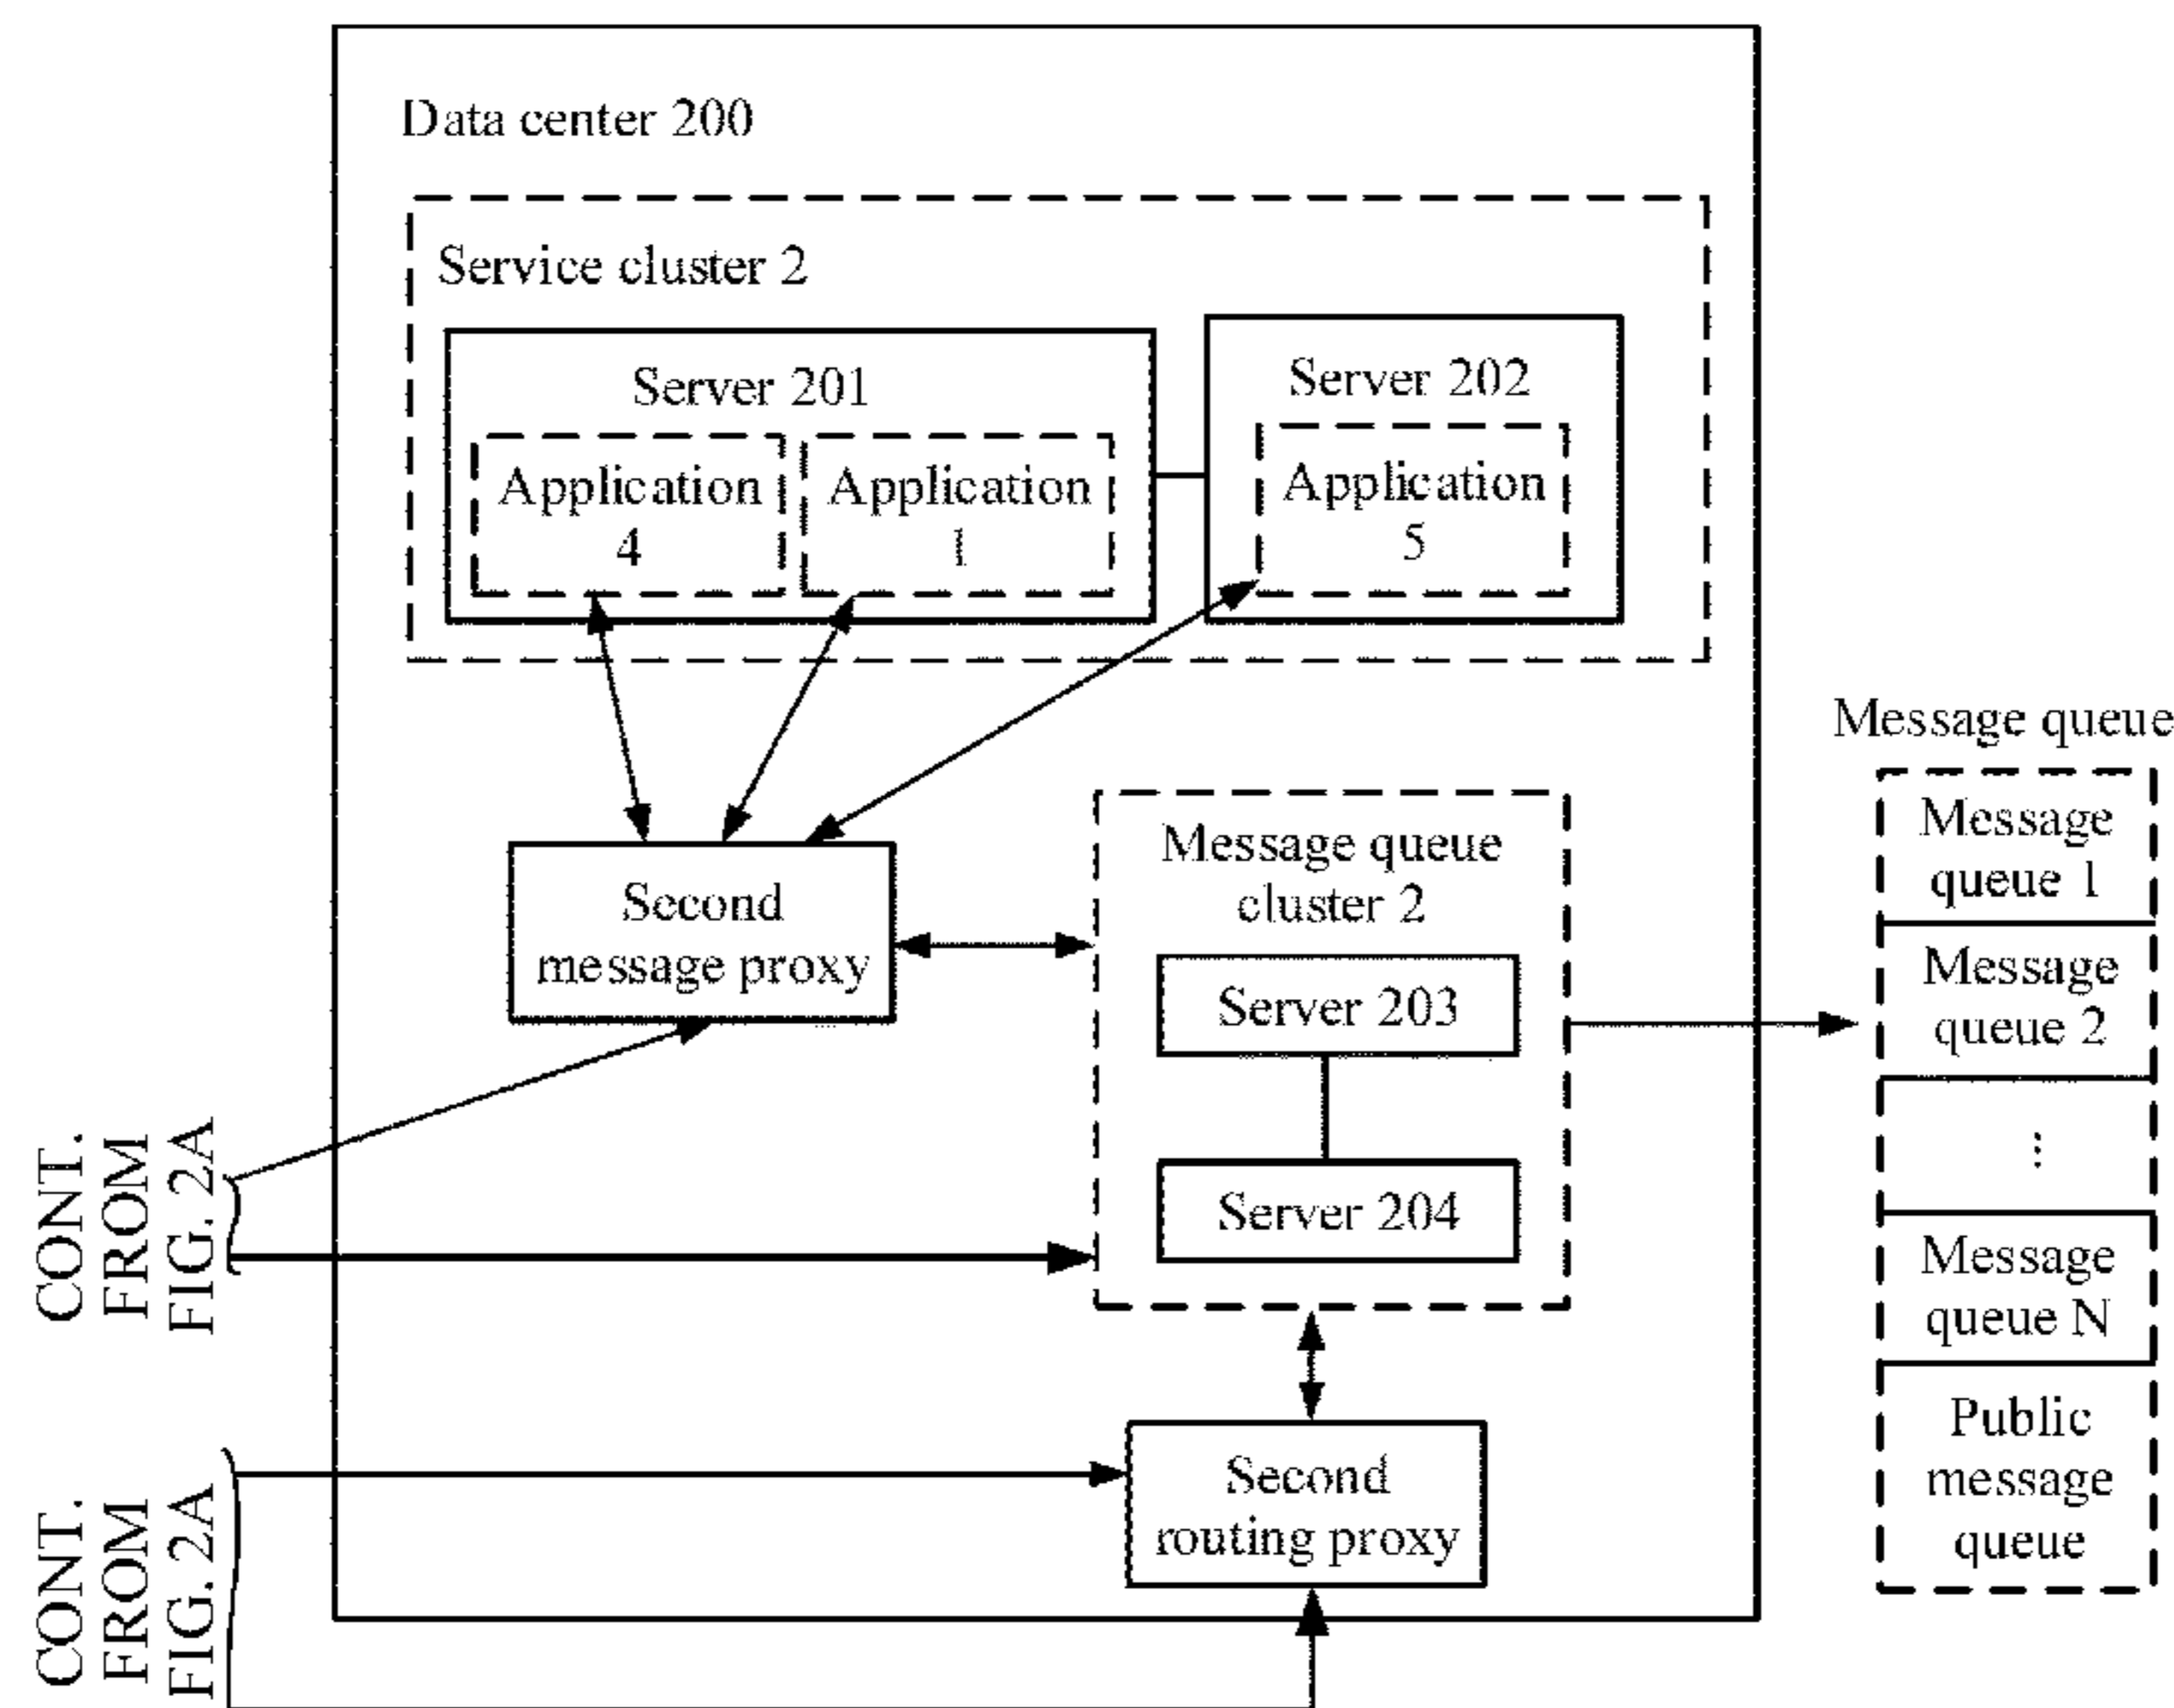 Data center 200
Service cluster 2
Server 201
Application
4
Application
1
Server 202
Application
5
Second
message proxy
Message queue
cluster 2
Server 203
Server 204
Second
routing proxy
Message queue
Message
queue 1
Message
queue 2
...
Message
queue N
Public
message
queue
CONT.
FROM
FIG. 2A
CONT.
FROM
FIG. 2A